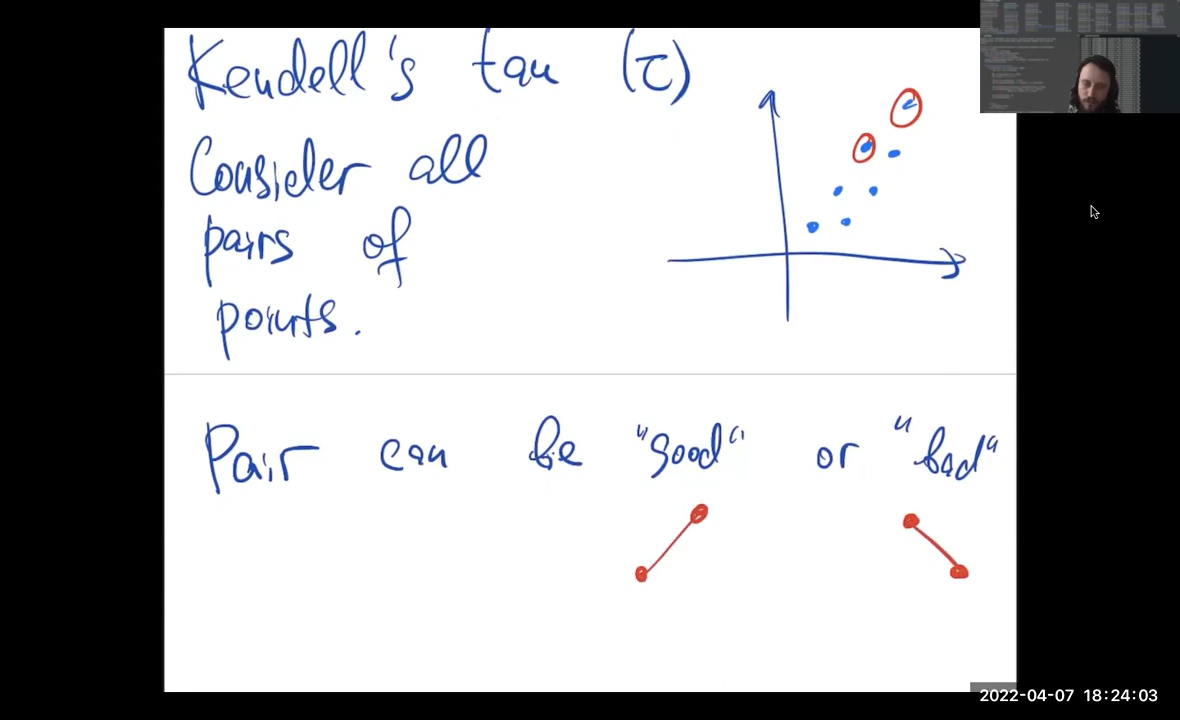 Kendell's tau (τ)
Consider all
pairs of
points.
Pair can be "good" or "bad"
2022-04-07 18:24:03